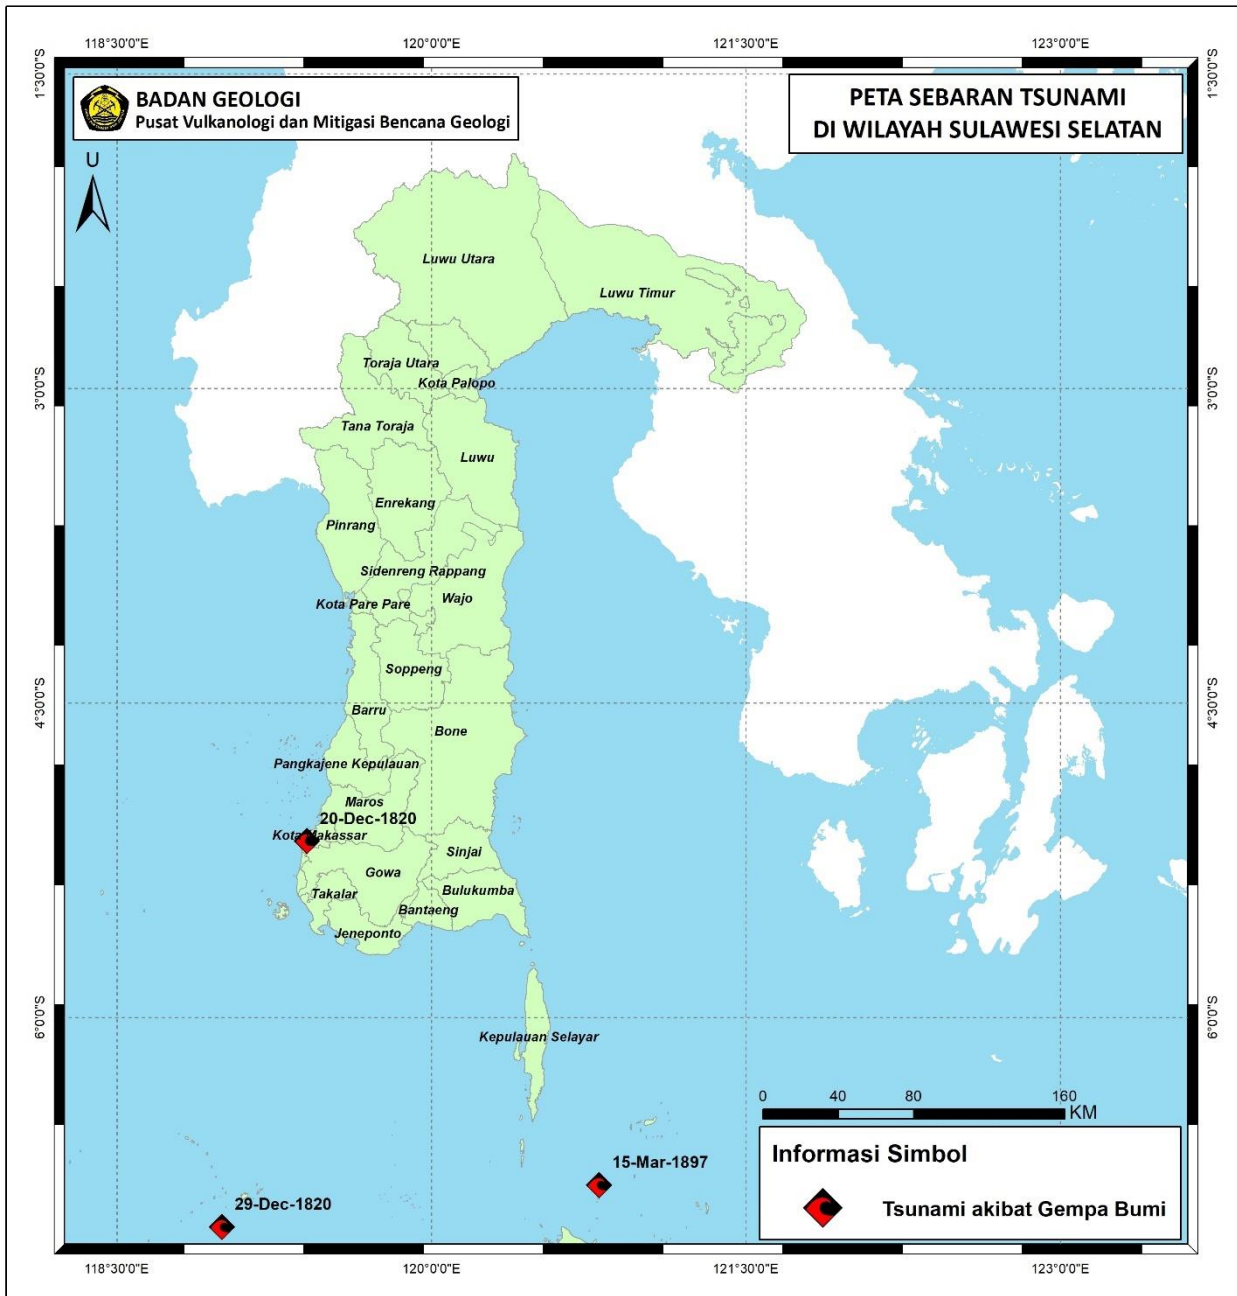 118°30'0"E 120°0'0"E 121°30'0"E 123°0'0"E
1°30'0"S
1°30'0"S
BADAN GEOLOGI
Pusat Vulkanologi dan Mitigasi Bencana Geologi
PETA SEBARAN TSUNAMI
DI WILAYAH SULAWESI SELATAN
U
Luwu Utara
Luwu Timur
Toraja Utara
Kota Palopo
3°0'0"S
3°0'0"S
Tana Toraja
Luwu
Enrekang
Pinrang
Sidenreng Rappang
Kota Pare Pare
Wajo
Soppeng
4°30'0"S
4°30'0"S
Barru
Bone
Pangkajene Kepulauan
Maros
20-Dec-1820
Kota Makassar
Sinjai
Gowa
Takalar
Bulukumba
Bantaeng
Jeneponto
6°0'0"S
6°0'0"S
Kepulauan Selayar
0 40 80 160
KM
15-Mar-1897
29-Dec-1820
Informasi Simbol
Tsunami akibat Gempa Bumi
118°30'0"E 120°0'0"E 121°30'0"E 123°0'0"E